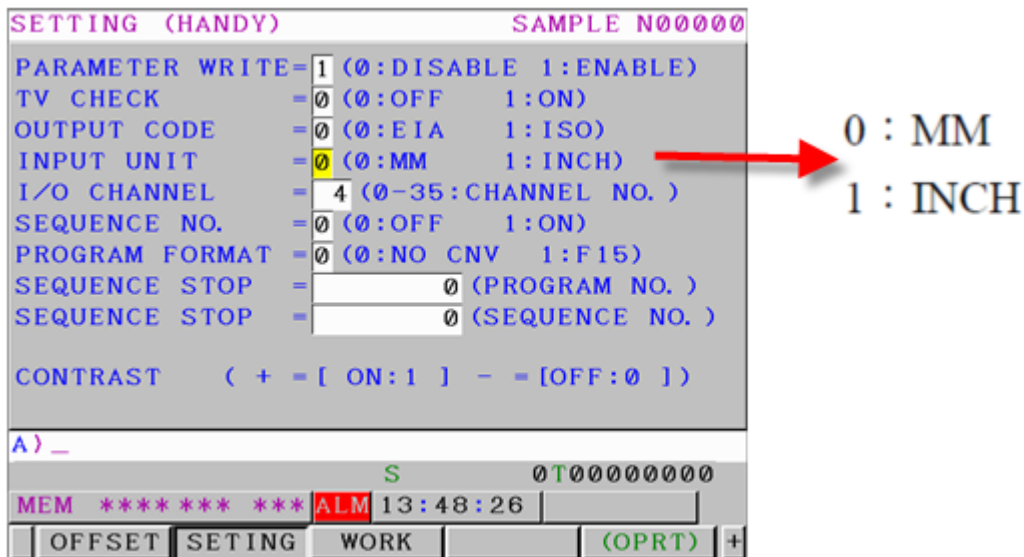 SETTING (HANDY) SAMPLE N00000
PARAMETER WRITE= 1 (0:DISABLE 1:ENABLE)
TV CHECK = 0 (0:OFF 1:ON)
OUTPUT CODE = 0 (0:EIA 1:ISO)
INPUT UNIT = 0 (0:MM 1:INCH)
I/O CHANNEL = 4 (0-35:CHANNEL NO. )
SEQUENCE NO. = 0 (0:OFF 1:ON)
PROGRAM FORMAT = 0 (0:NO CNV 1:F15)
SEQUENCE STOP = 0 (PROGRAM NO. )
SEQUENCE STOP = 0 (SEQUENCE NO. )
CONTRAST ( + =[ ON:1 ] - =[OFF:0 ])
A)_
S 0T00000000
MEM **** *** *** ALM 13:48:26
OFFSET SETING WORK (OPRT) +
0：MM
1：INCH